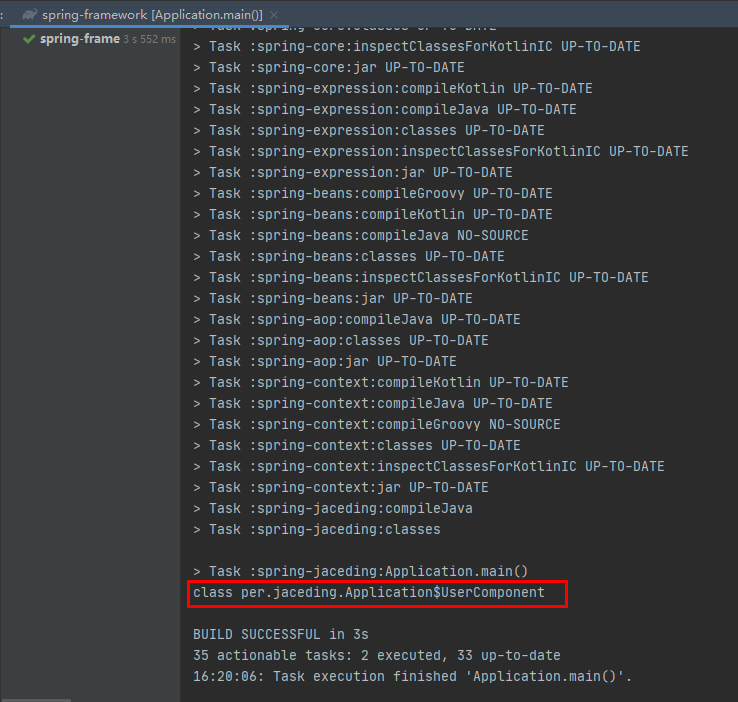 spring-framework [Application.main()] ×
spring-frame 3 s 552 ms
> Task :spring-core:classes UP-TO-DATE
> Task :spring-core:inspectClassesForKotlinIC UP-TO-DATE
> Task :spring-core:jar UP-TO-DATE
> Task :spring-expression:compileKotlin UP-TO-DATE
> Task :spring-expression:compileJava UP-TO-DATE
> Task :spring-expression:classes UP-TO-DATE
> Task :spring-expression:inspectClassesForKotlinIC UP-TO-DATE
> Task :spring-expression:jar UP-TO-DATE
> Task :spring-beans:compileGroovy UP-TO-DATE
> Task :spring-beans:compileKotlin UP-TO-DATE
> Task :spring-beans:compileJava NO-SOURCE
> Task :spring-beans:classes UP-TO-DATE
> Task :spring-beans:inspectClassesForKotlinIC UP-TO-DATE
> Task :spring-beans:jar UP-TO-DATE
> Task :spring-aop:compileJava UP-TO-DATE
> Task :spring-aop:classes UP-TO-DATE
> Task :spring-aop:jar UP-TO-DATE
> Task :spring-context:compileKotlin UP-TO-DATE
> Task :spring-context:compileJava UP-TO-DATE
> Task :spring-context:compileGroovy NO-SOURCE
> Task :spring-context:classes UP-TO-DATE
> Task :spring-context:inspectClassesForKotlinIC UP-TO-DATE
> Task :spring-context:jar UP-TO-DATE
> Task :spring-jaceding:compileJava
> Task :spring-jaceding:classes
> Task :spring-jaceding:Application.main()
class per.jaceding.Application$UserComponent
BUILD SUCCESSFUL in 3s
35 actionable tasks: 2 executed, 33 up-to-date
16:20:06: Task execution finished 'Application.main()'.